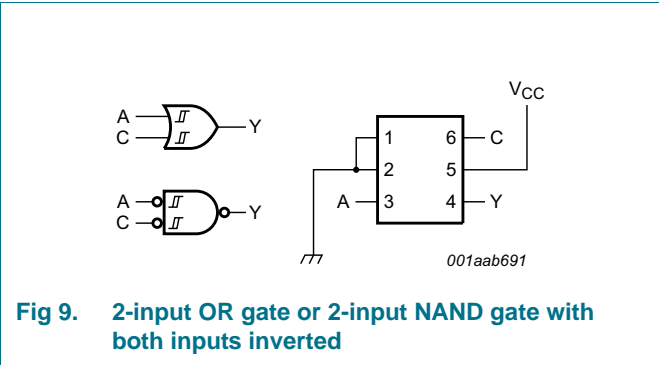 A
C
Y
A
C
Y
VCC
1
2
A
3
6
C
5
4
Y
001aab691
Fig 9. 2-input OR gate or 2-input NAND gate with
both inputs inverted